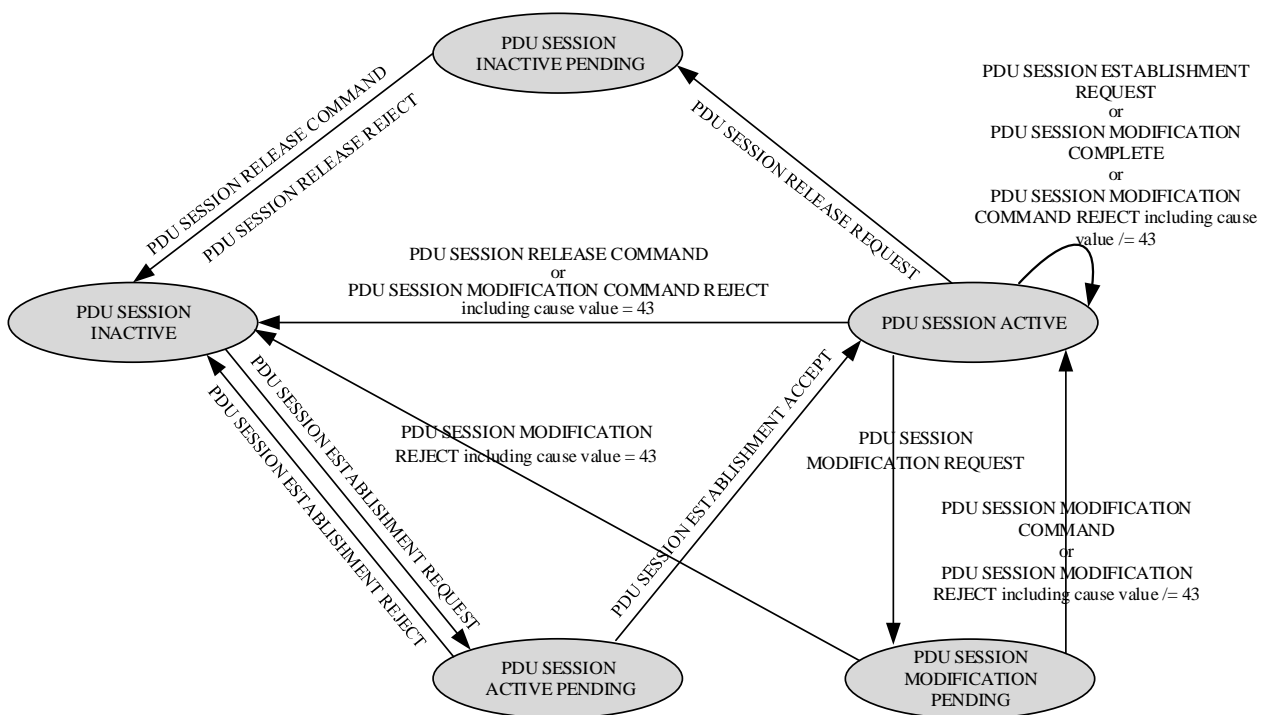 PDU SESSION
INACTIVE PENDING
PDU SESSION ESTABLISHMENT
REQUEST
or
PDU SESSION MODIFICATION
COMPLETE
or
PDU SESSION MODIFICATION
COMMAND REJECT including cause
value /= 43
PDU SESSION RELEASE COMMAND
PDU SESSION RELEASE REJECT
PDU SESSION RELEASE REQUEST
PDU SESSION RELEASE COMMAND
or
PDU SESSION MODIFICATION COMMAND REJECT
including cause value = 43
PDU SESSION
INACTIVE
PDU SESSION ACTIVE
PDU SESSION ESTABLISHMENT REJECT
PDU SESSION ESTABLISHMENT REQUEST
PDU SESSION MODIFICATION
REJECT including cause value = 43
PDU SESSION ESTABLISHMENT ACCEPT
PDU SESSION
MODIFICATION REQUEST
PDU SESSION MODIFICATION
COMMAND
or
PDU SESSION MODIFICATION
REJECT including cause value /= 43
PDU SESSION
ACTIVE PENDING
PDU SESSION
MODIFICATION
PENDING